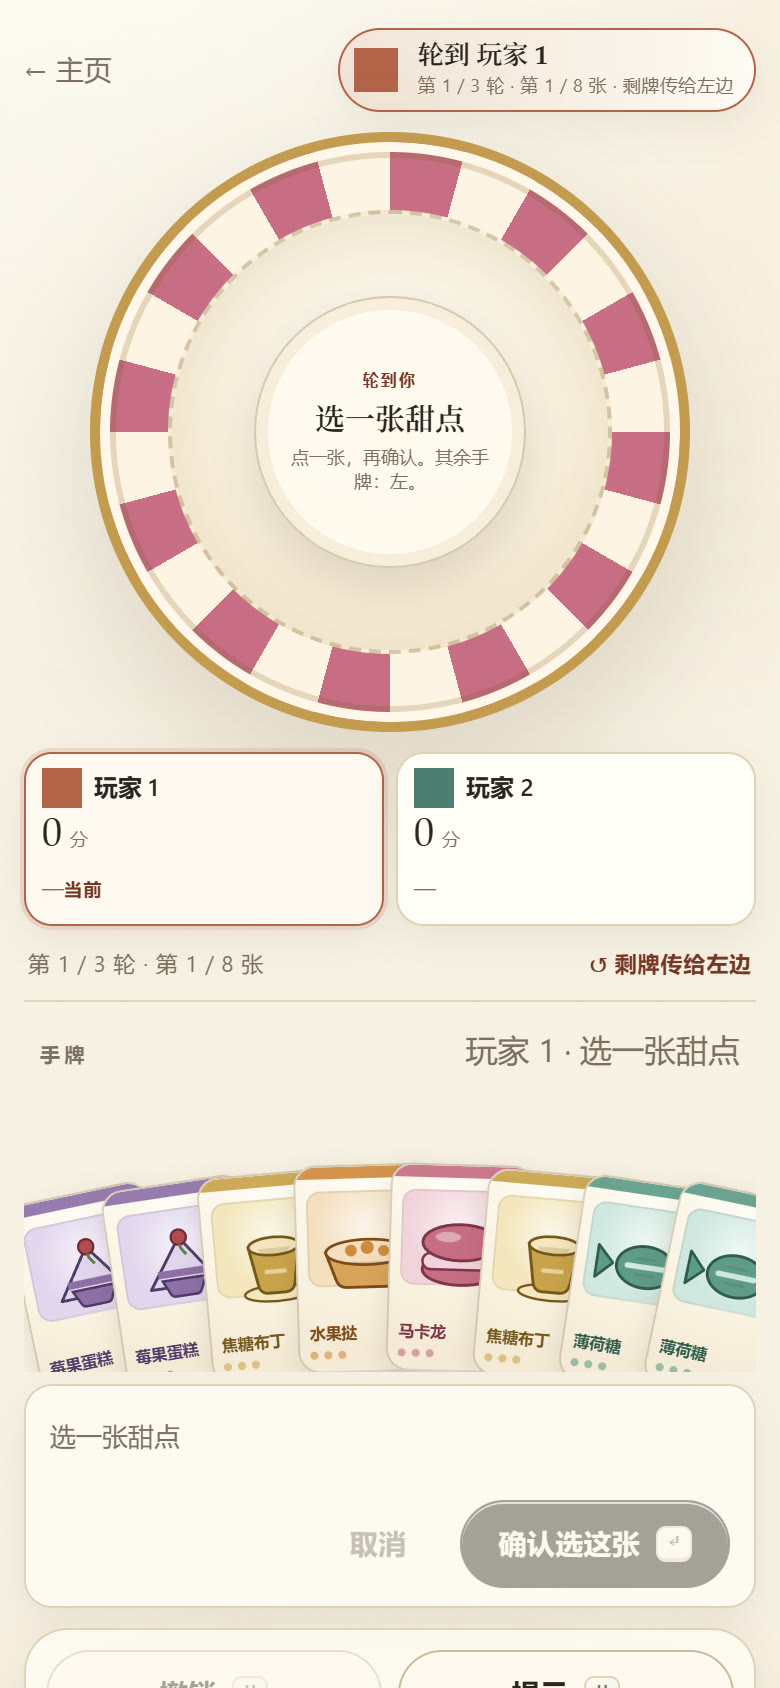 ← 主页
轮到 玩家 1
第 1 / 3 轮 · 第 1 / 8 张 · 剩牌传给左边
轮到你
选一张甜点
点一张，再确认。其余手
牌：左。
玩家 1
0 分
—当前
玩家 2
0 分
—
第 1 / 3 轮 · 第 1 / 8 张
↺ 剩牌传给左边
手牌
玩家 1 · 选一张甜点
莓果蛋糕
莓果蛋糕
焦糖布丁
水果挞
马卡龙
焦糖布丁
薄荷糖
薄荷糖
选一张甜点
取消
确认选这张 ↵